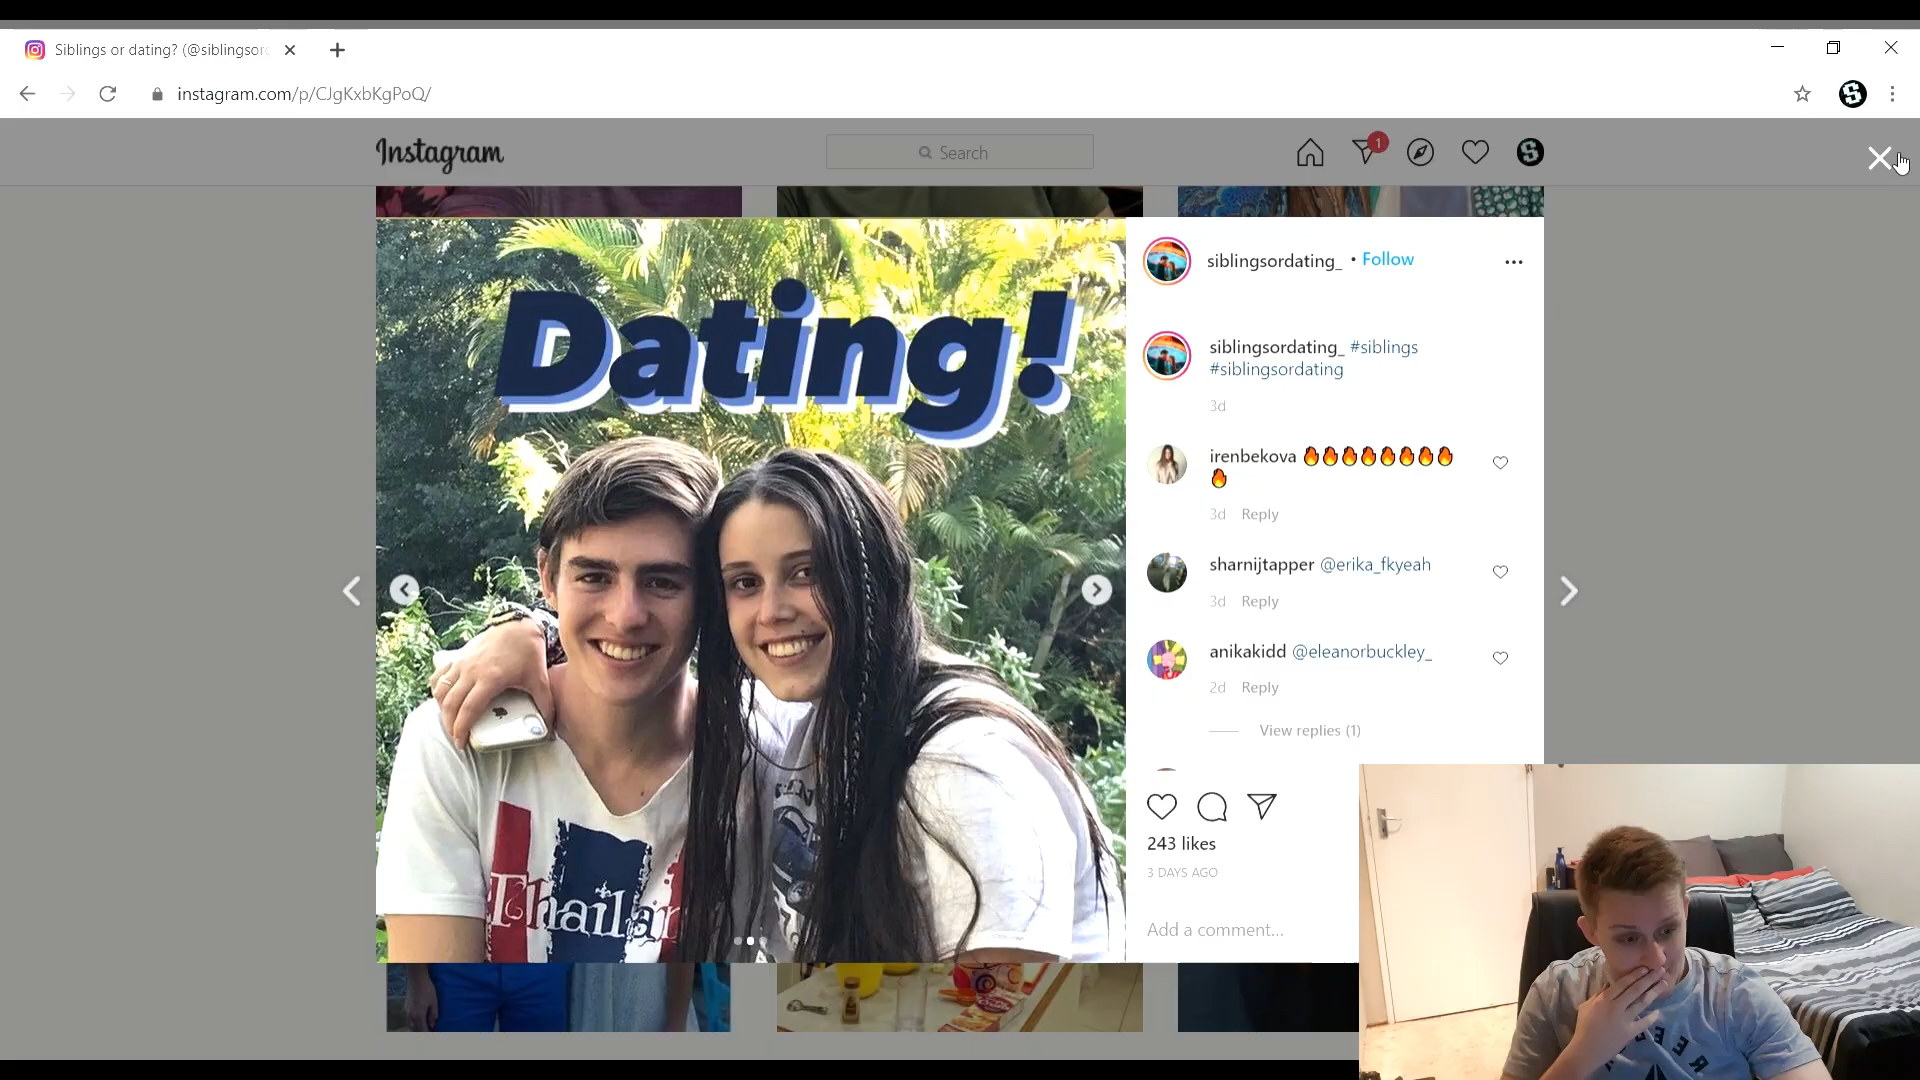 Siblings or dating? (@siblingsor
instagram.com/p/CJgKxbKgPoQ/
Instagram
Search
1
Dating!
siblingsordating_ • Follow
siblingsordating_ #siblings
#siblingsordating
3d
irenbekova 🔥🔥🔥🔥🔥🔥🔥🔥
🔥
3d Reply
sharnijtapper @erika_fkyeah
3d Reply
anikakidd @eleanorbuckley_
2d Reply
View replies (1)
243 likes
3 DAYS AGO
Add a comment...
Thailan